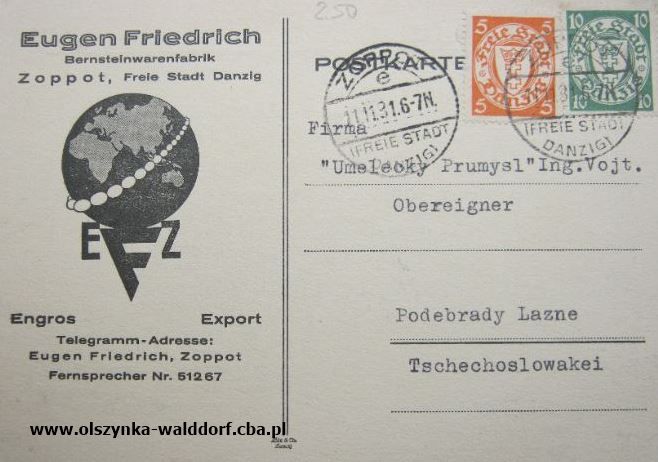 2.50
Eugen Friedrich
Bernsteinwarenfabrik
Zoppot, Freie Stadt Danzig
E F Z
Engros Export
Telegramm-Adresse:
Eugen Friedrich, Zoppot
Fernsprecher Nr. 51267
POSTKARTE
5 5
Freie Stadt
Danzig
5 5
10 10
Freie Stadt
Danzig
10 10
ZOPPOT
e
11.11.31.6-7N.
(FREIE STADT
DANZIG)
(FREIE STADT
DANZIG)
Firma
"Umelecky Prumysl"Ing.Vojt.
Obereigner
Podebrady Lazne
Tschechoslowakei
www.olszynka-walddorf.cba.pl